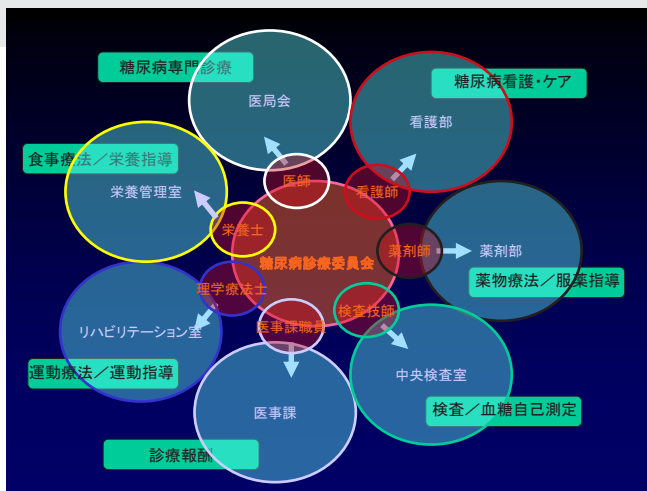 糖尿病専門診療
医局会
糖尿病看護・ケア
看護部
食事療法／栄養指導
栄養管理室
医師
看護師
栄養士
薬剤師
薬剤部
糖尿病診療委員会
薬物療法／服薬指導
理学療法士
検査技師
リハビリテーション室
医事課職員
運動療法／運動指導
中央検査室
検査／血糖自己測定
医事課
診療報酬